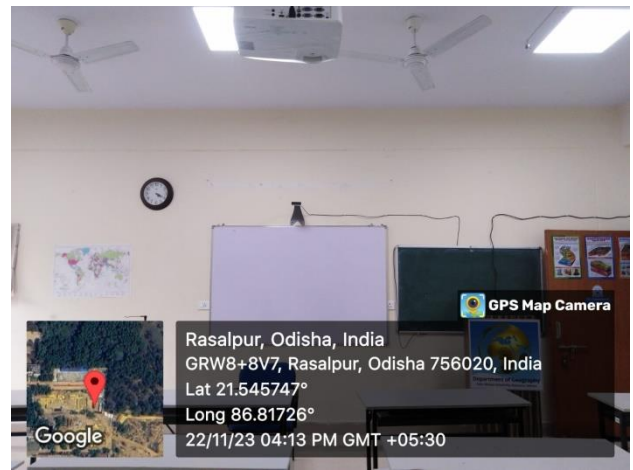 GPS Map Camera
Department of Geography
Rasalpur, Odisha, India
GRW8+8V7, Rasalpur, Odisha 756020, India
Lat 21.545747°
Long 86.81726°
22/11/23 04:13 PM GMT +05:30
Google